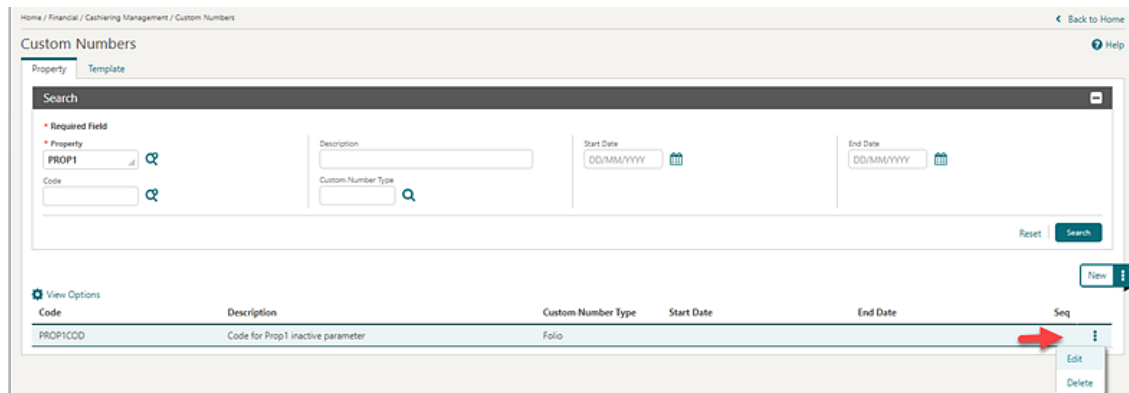 Home / Financial / Cashiering Management / Custom Numbers
Back to Home
Custom Numbers
Help
Property Template
Search
* Required Field
* Property
Description
Start Date
End Date
PROP1
DD/MM/YYYY
DD/MM/YYYY
Code
Custom Number Type
Reset Search
New
View Options
Code Description Custom Number Type Start Date End Date Seq
PROP1COD Code for Prop1 inactive parameter Folio
Edit
Delete